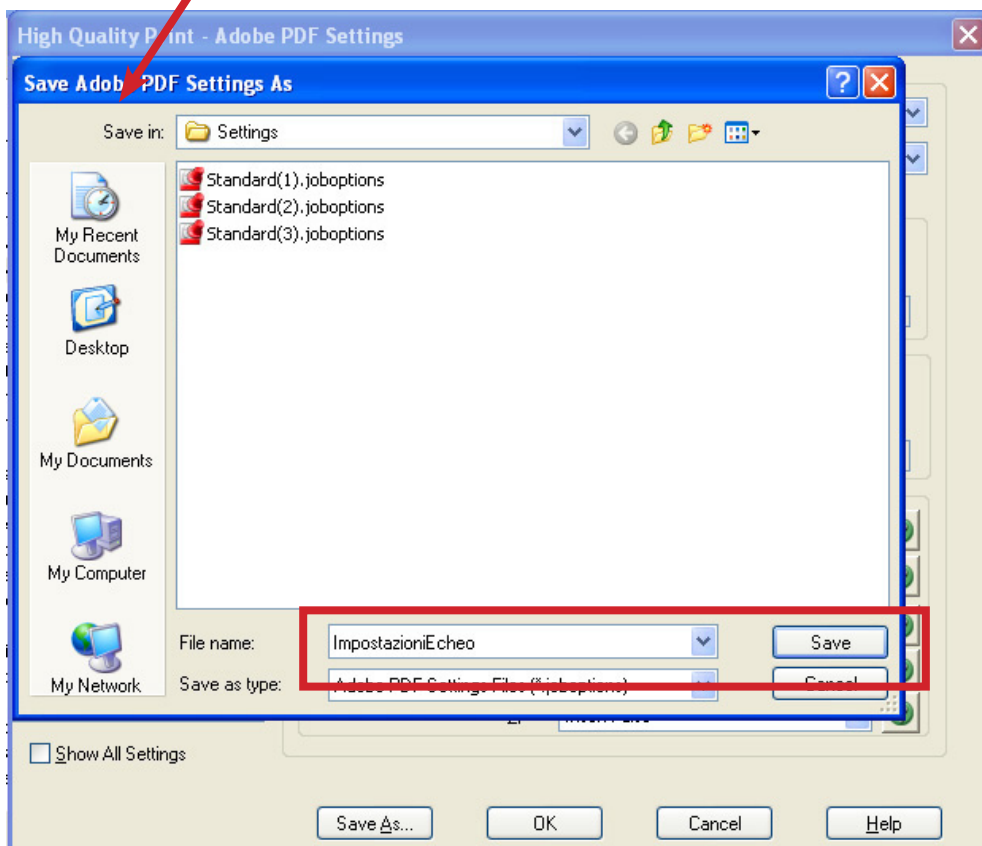 High Quality Print - Adobe PDF Settings
Save Adobe PDF Settings As
Save in:
Settings
Standard(1).joboptions
Standard(2).joboptions
Standard(3).joboptions
My Recent
Documents
Desktop
My Documents
My Computer
My Network
File name:
ImpostazioniEcheo
Save
Save as type:
Adobe PDF Settings Files (*.joboptions)
Cancel
Show All Settings
Save As...
OK
Cancel
Help